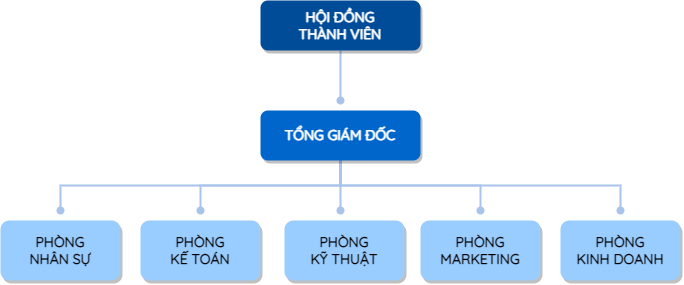 HỘI ĐỒNG
THÀNH VIÊN
TỔNG GIÁM ĐỐC
PHÒNG
NHÂN SỰ
PHÒNG
KẾ TOÁN
PHÒNG
KỸ THUẬT
PHÒNG
MARKETING
PHÒNG
KINH DOANH